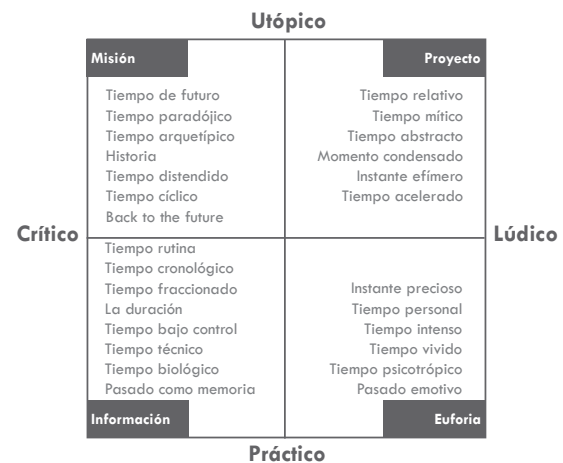 Utópico
Misión
Tiempo de futuro
Tiempo paradójico
Tiempo arquetípico
Historia
Tiempo distendido
Tiempo cíclico
Back to the future
Proyecto
Tiempo relativo
Tiempo mítico
Tiempo abstracto
Momento condensado
Instante efímero
Tiempo acelerado
Crítico
Lúdico
Tiempo rutina
Tiempo cronológico
Tiempo fraccionado
La duración
Tiempo bajo control
Tiempo técnico
Tiempo biológico
Pasado como memoria
Información
Instante precioso
Tiempo personal
Tiempo intenso
Tiempo vivido
Tiempo psicotrópico
Pasado emotivo
Euforia
Práctico